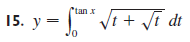 15. y = ∫₀^{tan x} √(t + √t) dt